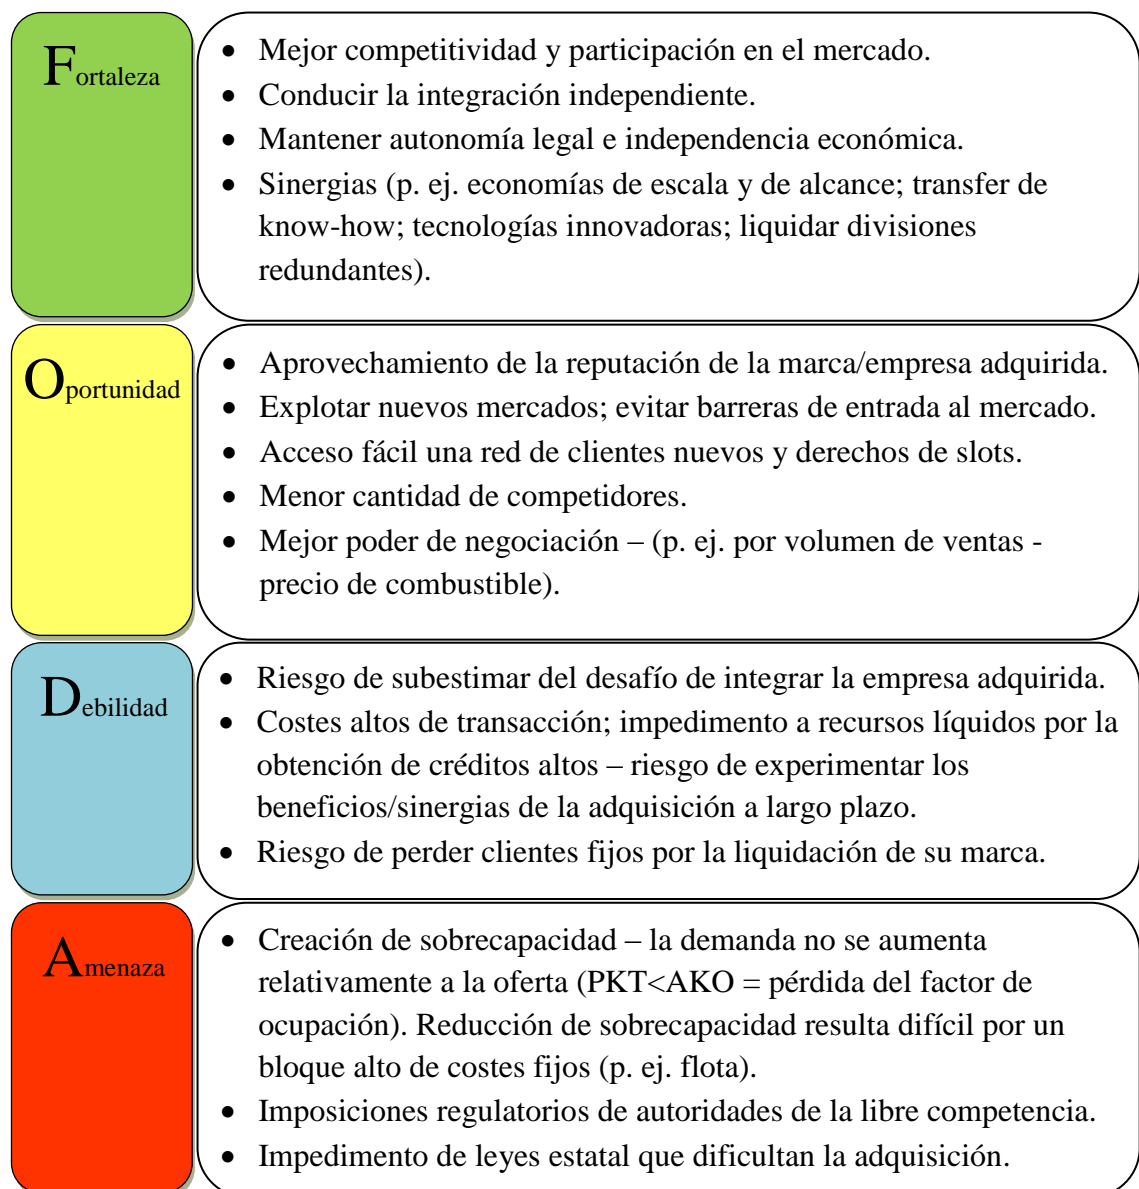 Fortaleza
• Mejor competitividad y participación en el mercado.
• Conducir la integración independiente.
• Mantener autonomía legal e independencia económica.
• Sinergias (p. ej. economías de escala y de alcance; transfer de
know-how; tecnologías innovadoras; liquidar divisiones
redundantes).
Oportunidad
• Aprovechamiento de la reputación de la marca/empresa adquirida.
• Explotar nuevos mercados; evitar barreras de entrada al mercado.
• Acceso fácil una red de clientes nuevos y derechos de slots.
• Menor cantidad de competidores.
• Mejor poder de negociación – (p. ej. por volumen de ventas -
precio de combustible).
Debilidad
• Riesgo de subestimar del desafío de integrar la empresa adquirida.
• Costes altos de transacción; impedimento a recursos líquidos por la
obtención de créditos altos – riesgo de experimentar los
beneficios/sinergias de la adquisición a largo plazo.
• Riesgo de perder clientes fijos por la liquidación de su marca.
Amenaza
• Creación de sobrecapacidad – la demanda no se aumenta
relativamente a la oferta (PKT<AKO = pérdida del factor de
ocupación). Reducción de sobrecapacidad resulta difícil por un
bloque alto de costes fijos (p. ej. flota).
• Imposiciones regulatorios de autoridades de la libre competencia.
• Impedimento de leyes estatal que dificultan la adquisición.